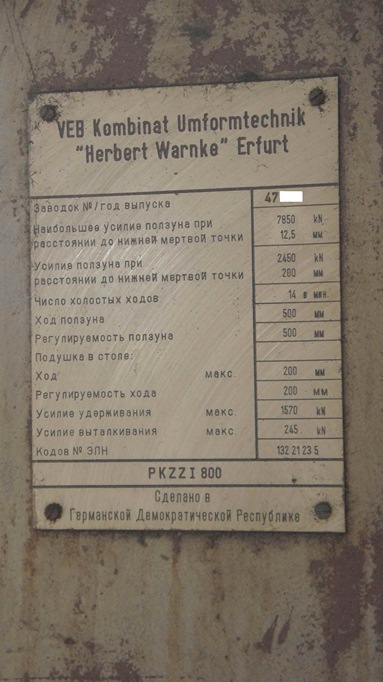 VEB Kombinat Umformtechnik
"Herbert Warnke" Erfurt
Заводок №/год выпуска 47
Наибольшее усилие ползуна при 7850 kN
расстоянии до нижней мертвой точки 12,5 мм
Усилие ползуна при 2450 kN
расстоянии до нижней мертвой точки 200 мм
Число холостых ходов 14 в мин.
Ход ползуна 500 мм
Регулируемость ползуна 500 мм
Подушка в столе:
Ход макс. 200 мм
Регулируемость хода 200 мм
Усилие удерживания макс. 1570 kN
Усилие выталкивания макс. 245 kN
Кодов № ЭЛН 132 21 23 5
PKZZ I 800
Сделано в
Германской Демократической Республике